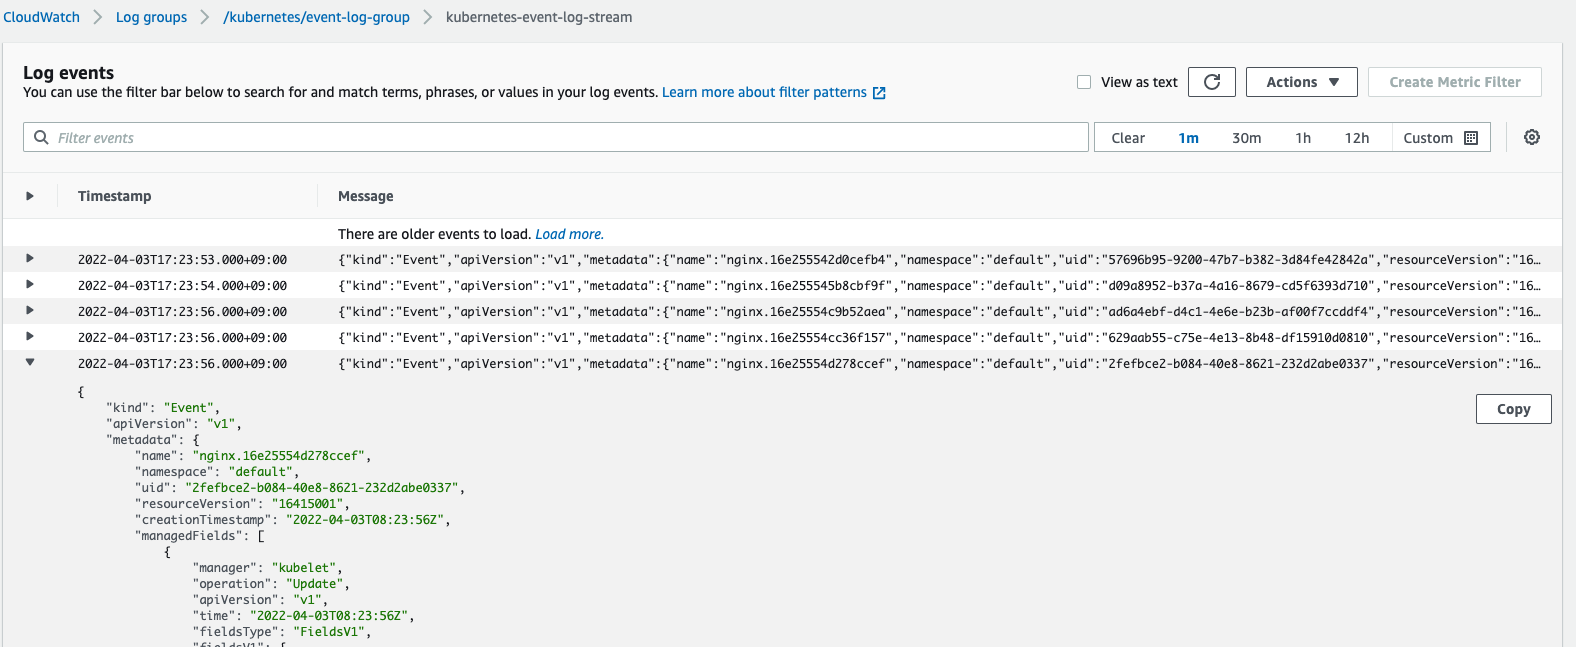 CloudWatch > Log groups > /kubernetes/event-log-group > kubernetes-event-log-stream
Log events
You can use the filter bar below to search for and match terms, phrases, or values in your log events. Learn more about filter patterns
View as text
Actions ▼
Create Metric Filter
Filter events
Clear 1m 30m 1h 12h Custom
Timestamp Message
There are older events to load. Load more.
2022-04-03T17:23:53.000+09:00 {"kind":"Event","apiVersion":"v1","metadata":{"name":"nginx.16e255542d0cefb4","namespace":"default","uid":"57696b95-9200-47b7-b382-3d84fe42842a","resourceVersion":"16…
2022-04-03T17:23:54.000+09:00 {"kind":"Event","apiVersion":"v1","metadata":{"name":"nginx.16e255545b8cbf9f","namespace":"default","uid":"d09a8952-b37a-4a16-8679-cd5f6393d710","resourceVersion":"16…
2022-04-03T17:23:56.000+09:00 {"kind":"Event","apiVersion":"v1","metadata":{"name":"nginx.16e25554c9b52aea","namespace":"default","uid":"ad6a4ebf-d4c1-4e6e-b23b-af00f7ccddf4","resourceVersion":"16…
2022-04-03T17:23:56.000+09:00 {"kind":"Event","apiVersion":"v1","metadata":{"name":"nginx.16e25554cc36f157","namespace":"default","uid":"629aab55-c75e-4e13-8b48-df15910d0810","resourceVersion":"16…
2022-04-03T17:23:56.000+09:00 {"kind":"Event","apiVersion":"v1","metadata":{"name":"nginx.16e25554d278ccef","namespace":"default","uid":"2fefbce2-b084-40e8-8621-232d2abe0337","resourceVersion":"16…
{
Copy
"kind": "Event",
"apiVersion": "v1",
"metadata": {
"name": "nginx.16e25554d278ccef",
"namespace": "default",
"uid": "2fefbce2-b084-40e8-8621-232d2abe0337",
"resourceVersion": "16415001",
"creationTimestamp": "2022-04-03T08:23:56Z",
"managedFields": [
{
"manager": "kubelet",
"operation": "Update",
"apiVersion": "v1",
"time": "2022-04-03T08:23:56Z",
"fieldsType": "FieldsV1",
"fieldsV1": {